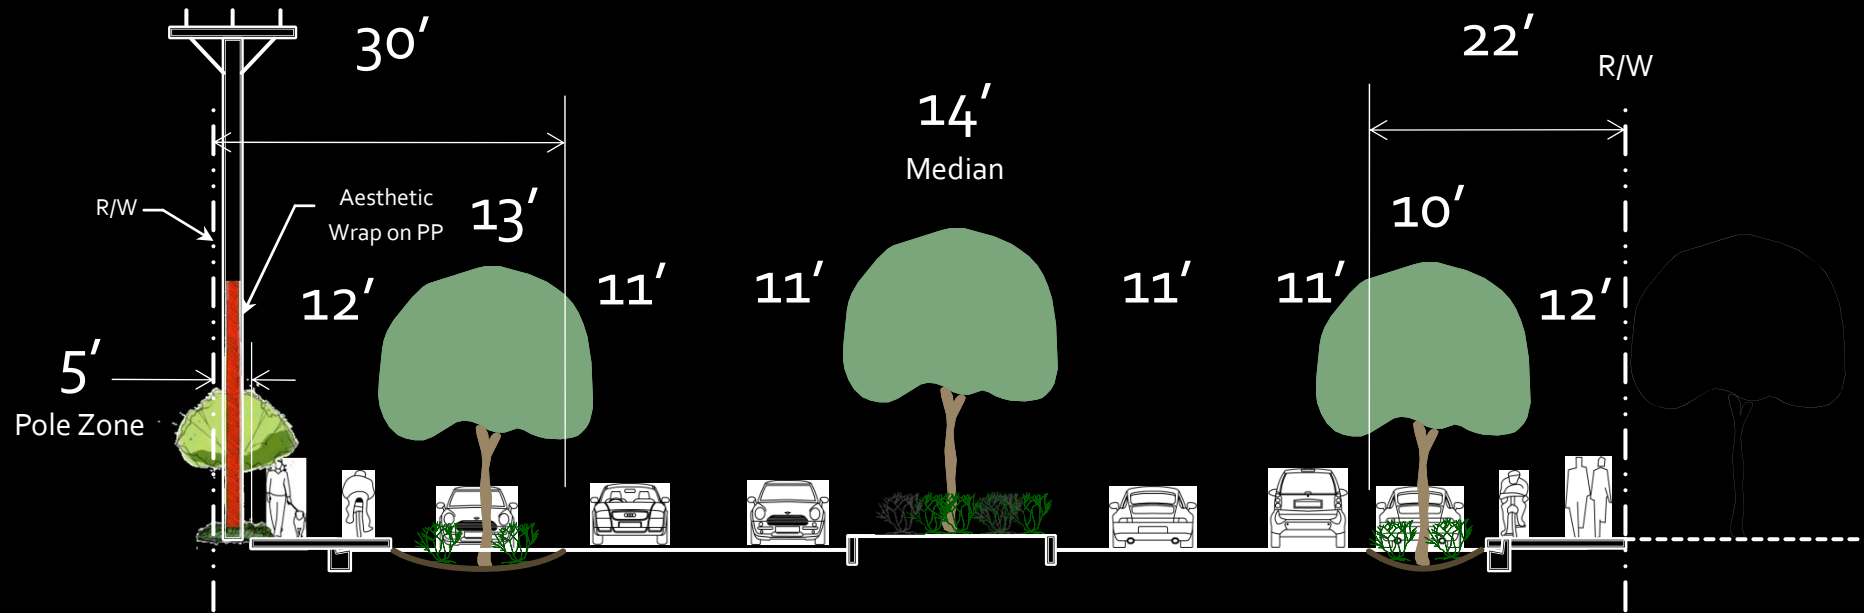 30′
22′
R/W
14′
Median
R/W
Aesthetic
Wrap on PP
13′
10′
12′
11′
11′
11′
11′
12′
5′
Pole Zone